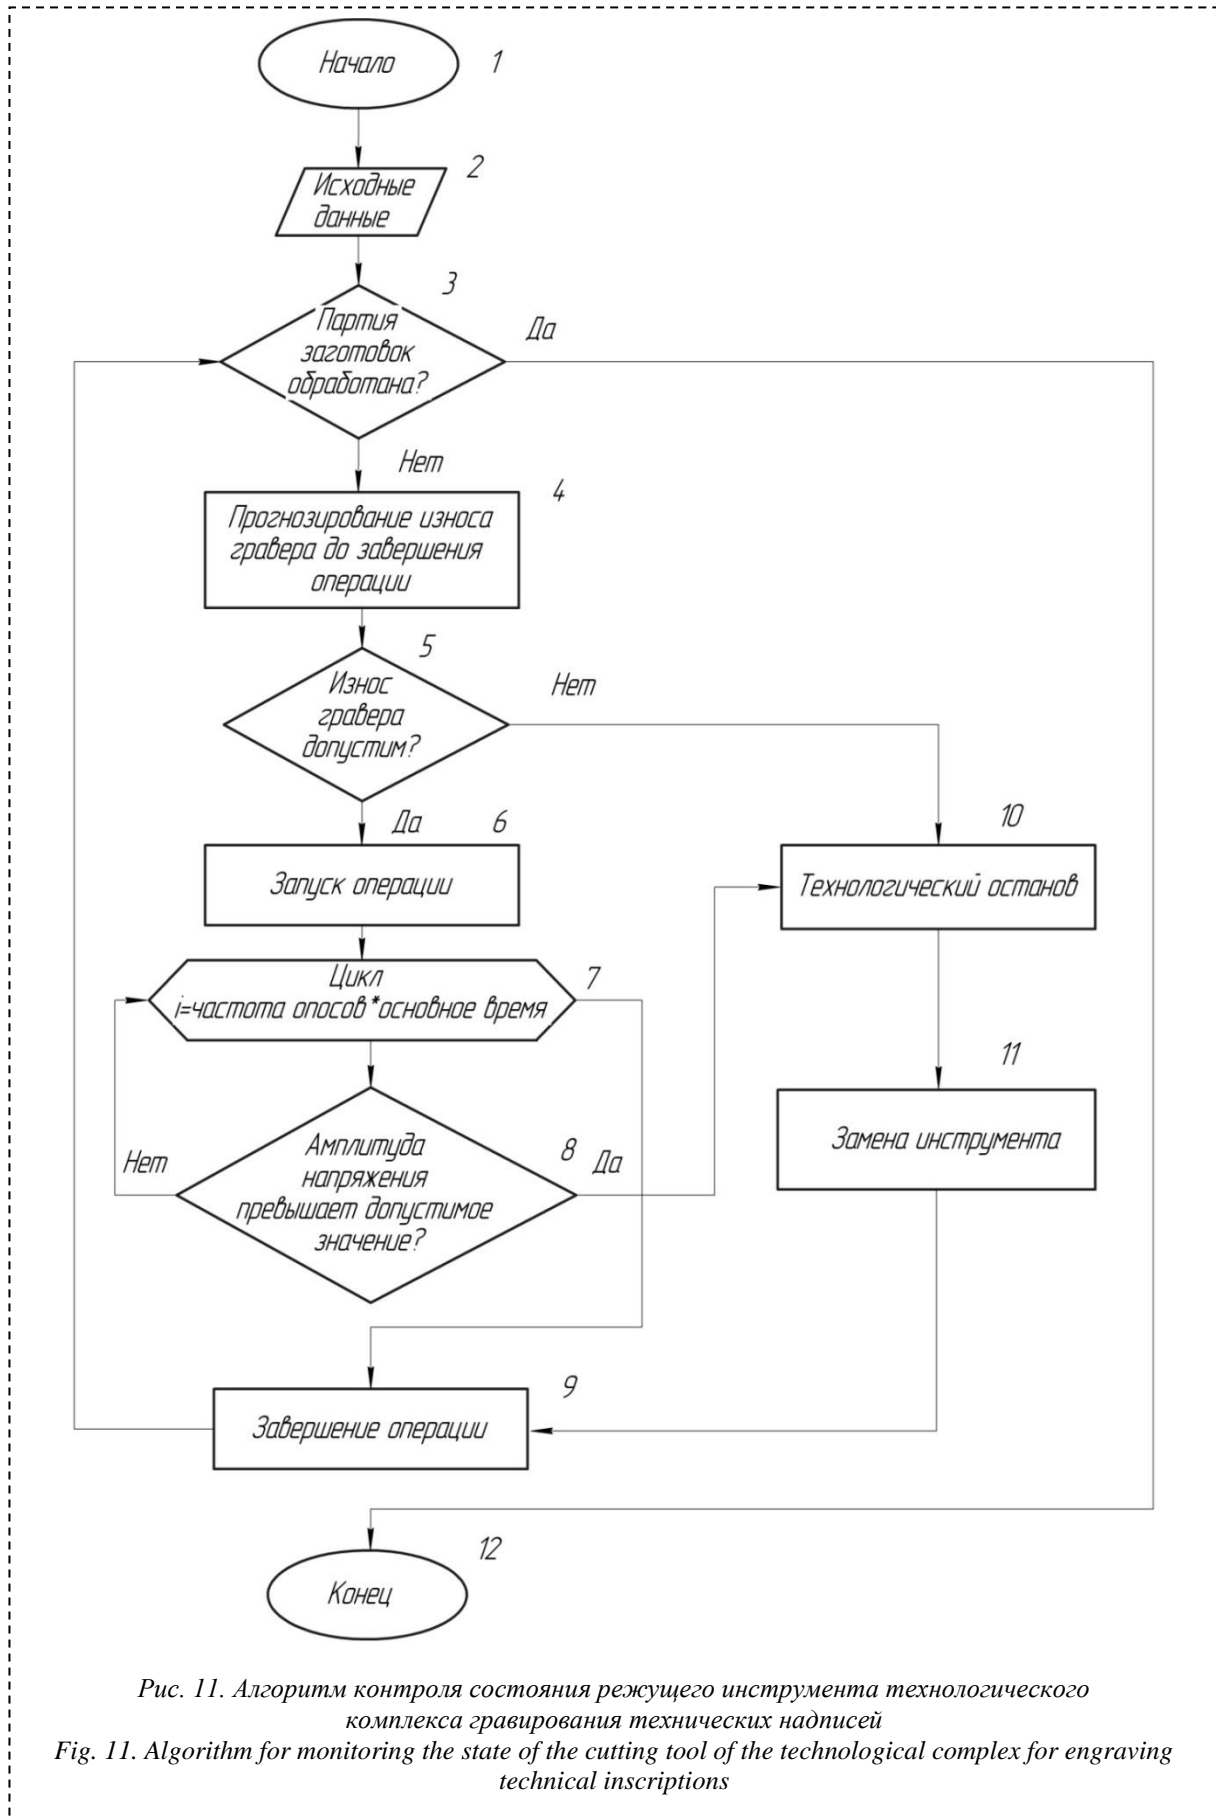 Начало
1
2
Исходные
данные
3
Партия
заготовок
обработана?
Да
Нет
4
Прогнозирование износа
гравера до завершения
операции
5
Износ
гравера
допустим?
Нет
Да
6
10
Запуск операции
Технологический останов
Цикл
7
i=частота опосов*основное время
11
Замена инструмента
Амплитуда
напряжения
превышает допустимое
значение?
8
Нет
Да
9
Завершение операции
12
Конец
Рис. 11. Алгоритм контроля состояния режущего инструмента технологического
комплекса гравирования технических надписей
Fig. 11. Algorithm for monitoring the state of the cutting tool of the technological complex for engraving
technical inscriptions